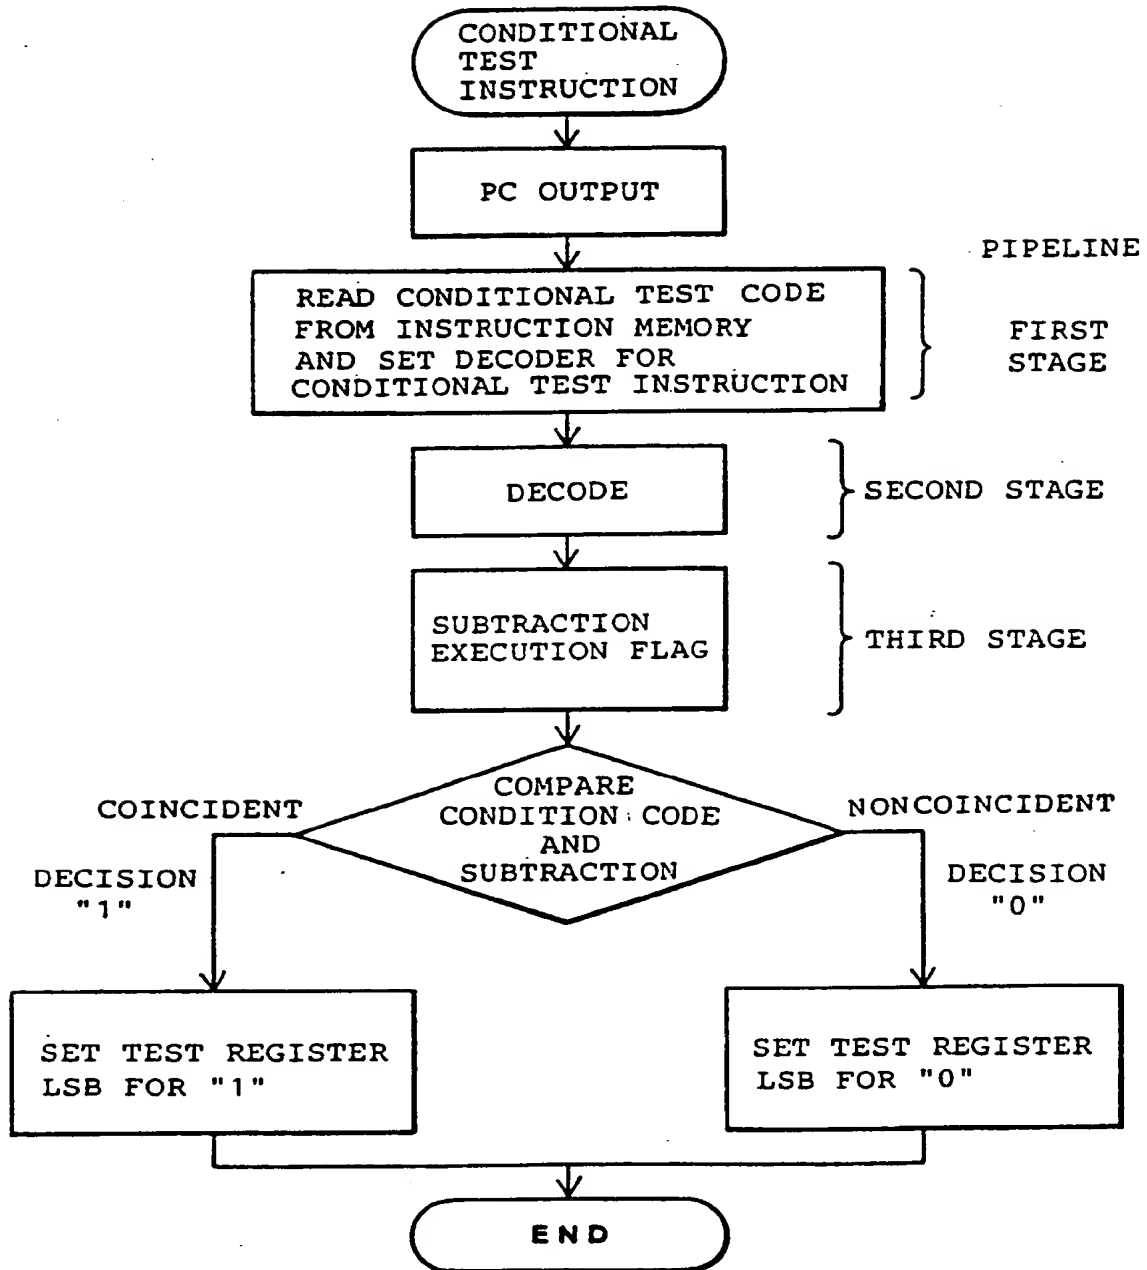 CONDITIONAL
TEST
INSTRUCTION
PC OUTPUT
PIPELINE
READ CONDITIONAL TEST CODE
FROM INSTRUCTION MEMORY
AND SET DECODER FOR
CONDITIONAL TEST INSTRUCTION
FIRST
STAGE
DECODE
SECOND STAGE
SUBTRACTION
EXECUTION FLAG
THIRD STAGE
COMPARE
CONDITION CODE
AND
SUBTRACTION
COINCIDENT
NONCOINCIDENT
DECISION
"1"
DECISION
"0"
SET TEST REGISTER
LSB FOR "1"
SET TEST REGISTER
LSB FOR "0"
END